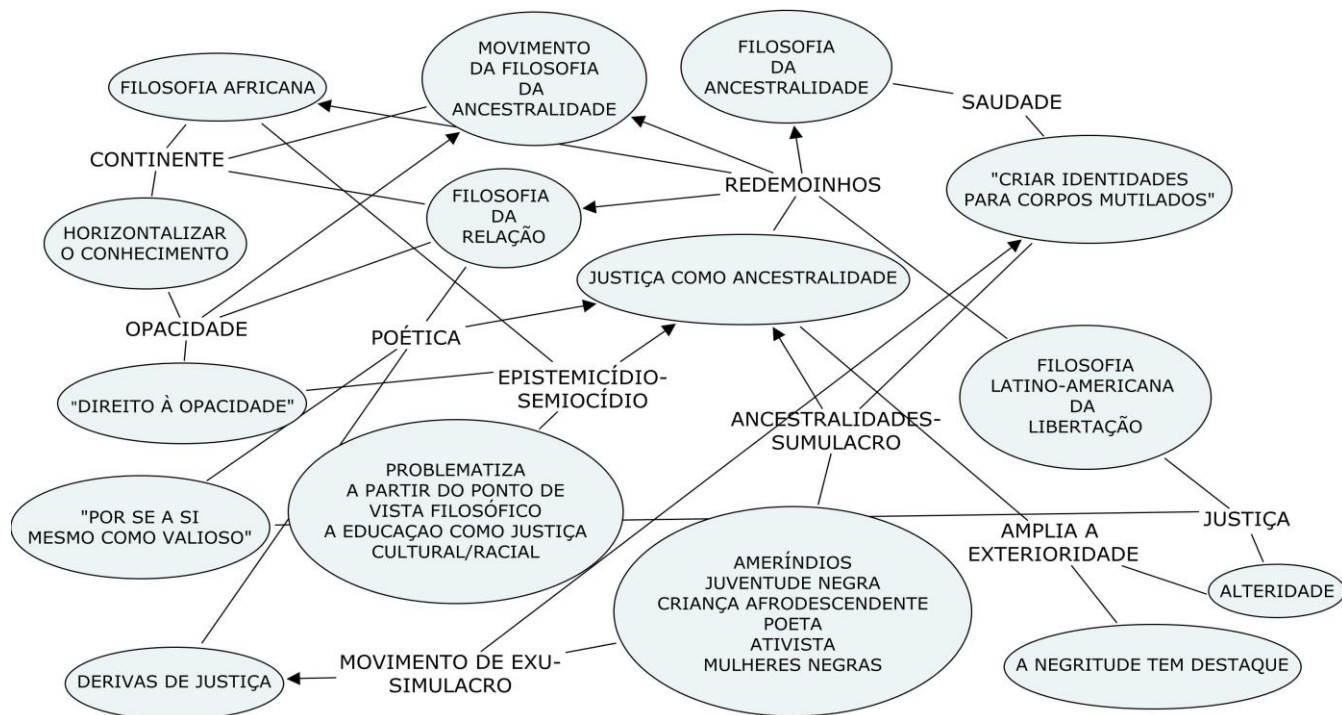 MOVIMENTO
DA FILOSOFIA
DA
ANCESTRALIDADE
FILOSOFIA
DA
ANCESTRALIDADE
FILOSOFIA AFRICANA
SAUDADE
CONTINENTE
REDEMOINHOS
"CRIAR IDENTIDADES
PARA CORPOS MUTILADOS"
FILOSOFIA
DA
RELAÇÃO
HORIZONTALIZAR
O CONHECIMENTO
JUSTIÇA COMO ANCESTRALIDADE
OPACIDADE
POÉTICA
FILOSOFIA
LATINO-AMERICANA
DA
LIBERTAÇÃO
EPISTEMICÍDIO-
SEMIOCÍDIO
"DIREITO À OPACIDADE"
ANCESTRALIDADES-
SUMULACRO
PROBLEMATIZA
A PARTIR DO PONTO DE
VISTA FILOSÓFICO
A EDUCAÇAO COMO JUSTIÇA
CULTURAL/RACIAL
"POR SE A SI
MESMO COMO VALIOSO"
JUSTIÇA
AMPLIA A
EXTERIORIDADE
AMERÍNDIOS
JUVENTUDE NEGRA
CRIANÇA AFRODESCENDENTE
POETA
ATIVISTA
MULHERES NEGRAS
ALTERIDADE
MOVIMENTO DE EXU-
SIMULACRO
DERIVAS DE JUSTIÇA
A NEGRITUDE TEM DESTAQUE